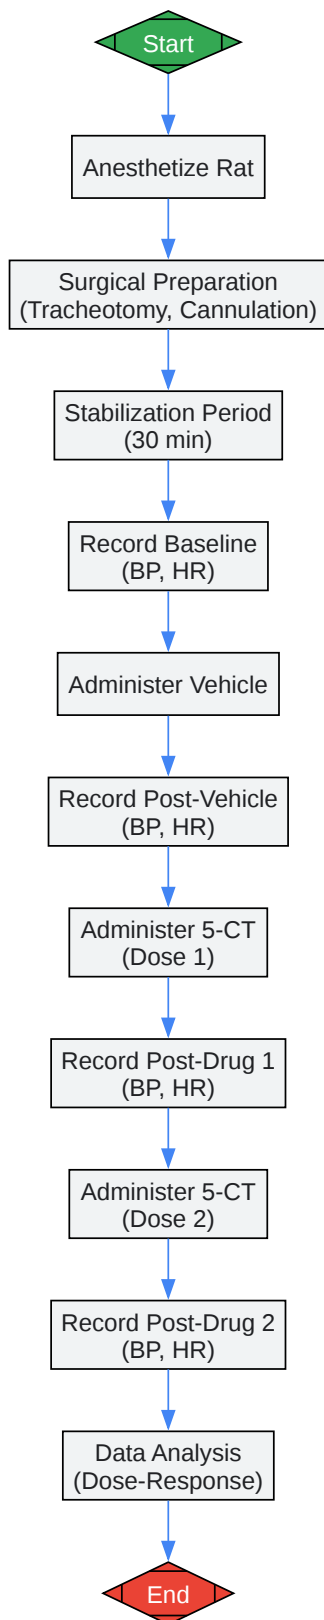 Start
Anesthetize Rat
Surgical Preparation
(Tracheotomy, Cannulation)
Stabilization Period
(30 min)
Record Baseline
(BP, HR)
Administer Vehicle
Record Post-Vehicle
(BP, HR)
Administer 5-CT
(Dose 1)
Record Post-Drug 1
(BP, HR)
Administer 5-CT
(Dose 2)
Record Post-Drug 2
(BP, HR)
Data Analysis
(Dose-Response)
End